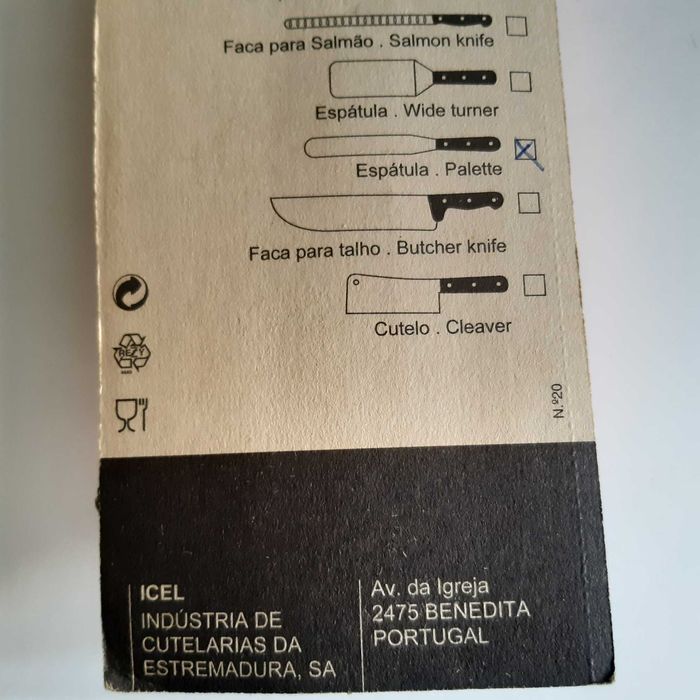 Faca para Salmão . Salmon knife
Espátula . Wide turner
Espátula . Palette
Faca para talho . Butcher knife
Cutelo . Cleaver
RESY
N.º20
ICEL
INDÚSTRIA DE
CUTELARIAS DA
ESTREMADURA, SA
Av. da Igreja
2475 BENEDITA
PORTUGAL